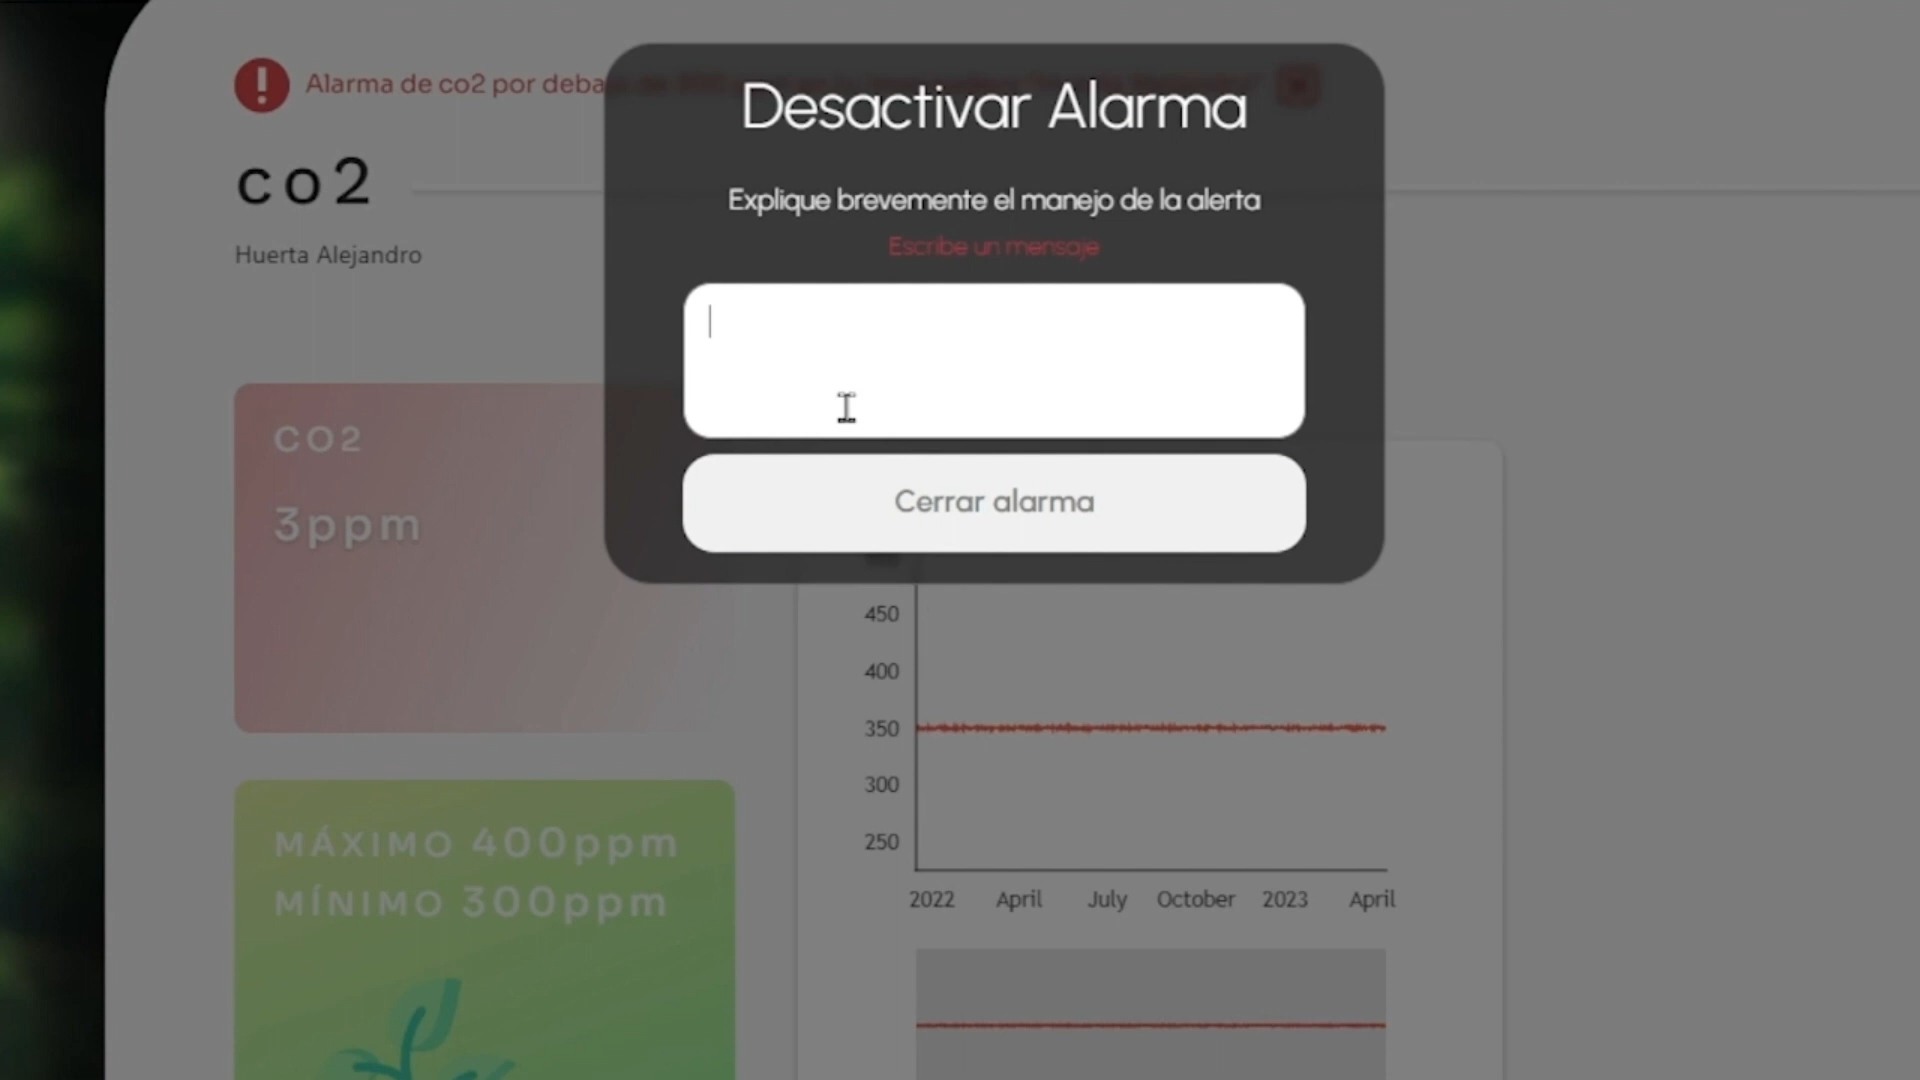 Alarma de co2 por
Desactivar Alarma
co2
Explique brevemente el manejo de la alerta
Escribe un mensaje
Huerta Alejandro
CO2
3ppm
Cerrar alarma
450
400
350
300
250
2022 April July October 2023 April
MÁXIMO 400ppm
MÍNIMO 300ppm